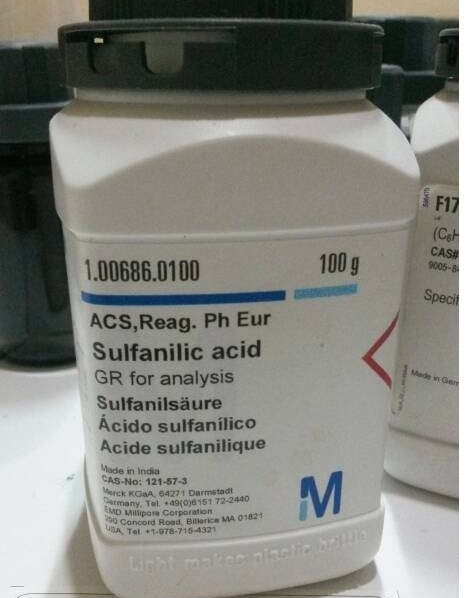 1.00686.0100 100 g
ACS,Reag. Ph Eur
Sulfanilic acid
GR for analysis
Sulfanilsäure
Ácido sulfanílico
Acide sulfanilique
Made in India
CAS-No: 121-57-3
Merck KGaA, 64271 Darmstadt
Germany, Tel. +49(0)6151 72-2440
EMD Millipore Corporation
290 Concord Road, Billerica MA 01821
USA, Tel. +1-978-715-4321
M
Light makes plastic brittle
F17
(C6H
CAS#
9005-84
Specif
Made in Germ